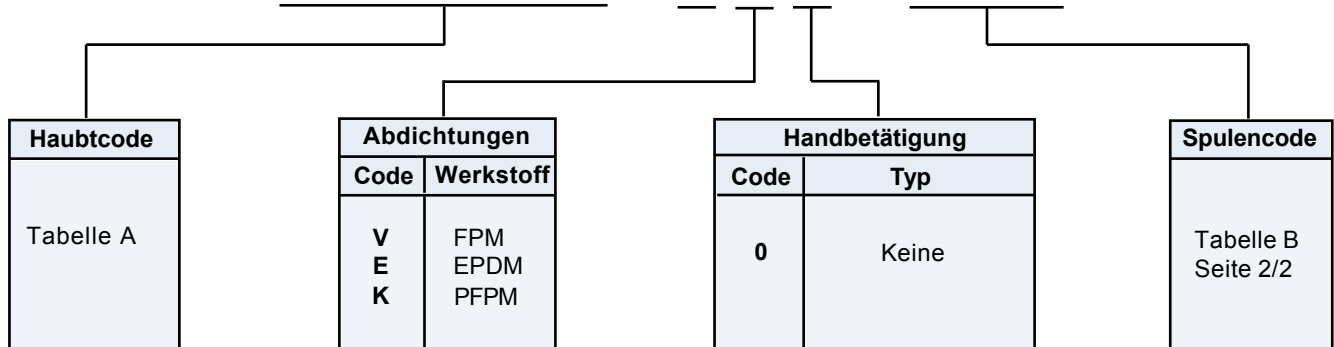 Haubtcode
Tabelle A
Abdichtungen
Code Werkstoff
V FPM
E EPDM
K PFPM
Handbetätigung
Code Typ
0 Keine
Spulencode
Tabelle B
Seite 2/2